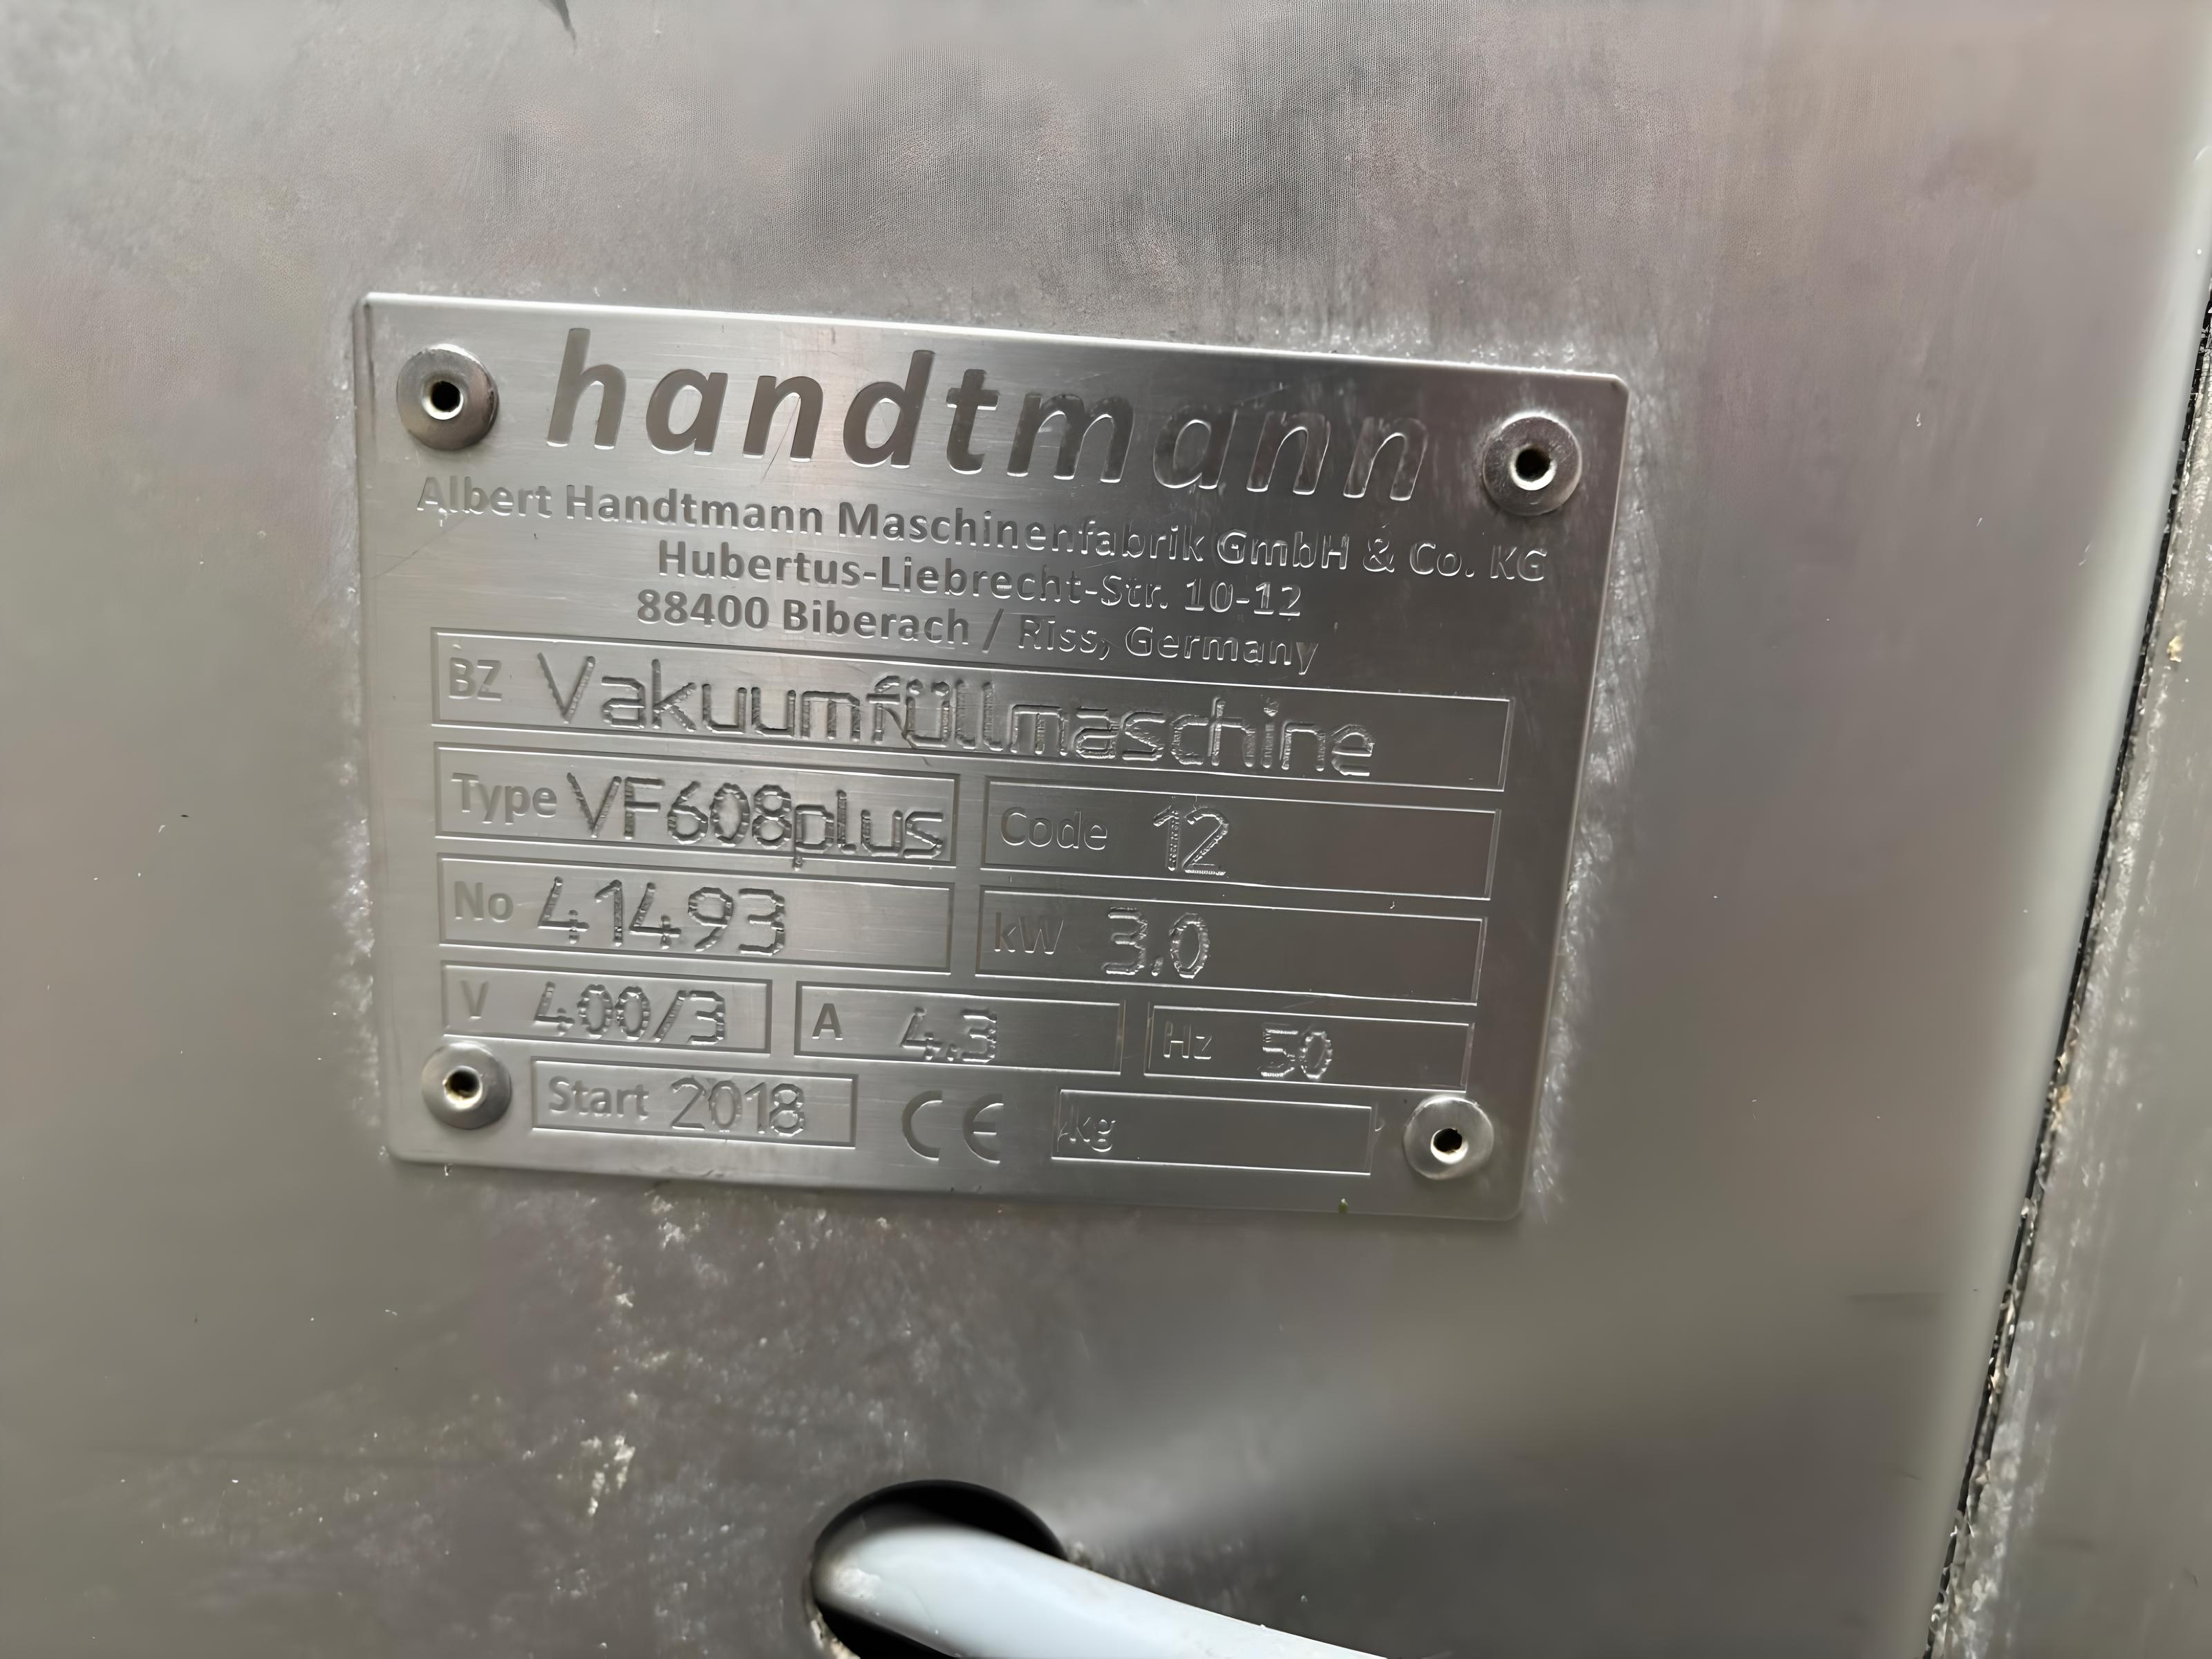 handtmann
Albert Handtmann Maschinenfabrik GmbH & Co. KG
Hubertus-Liebrecht-Str. 10-12
88400 Biberach / Riss, Germany
BZ Vakuumfüllmaschine
Type VF608plus Code 12
No 41493 kW 3.0
V 400/3 A 4.3 Hz 50
Start 2018 CE kg